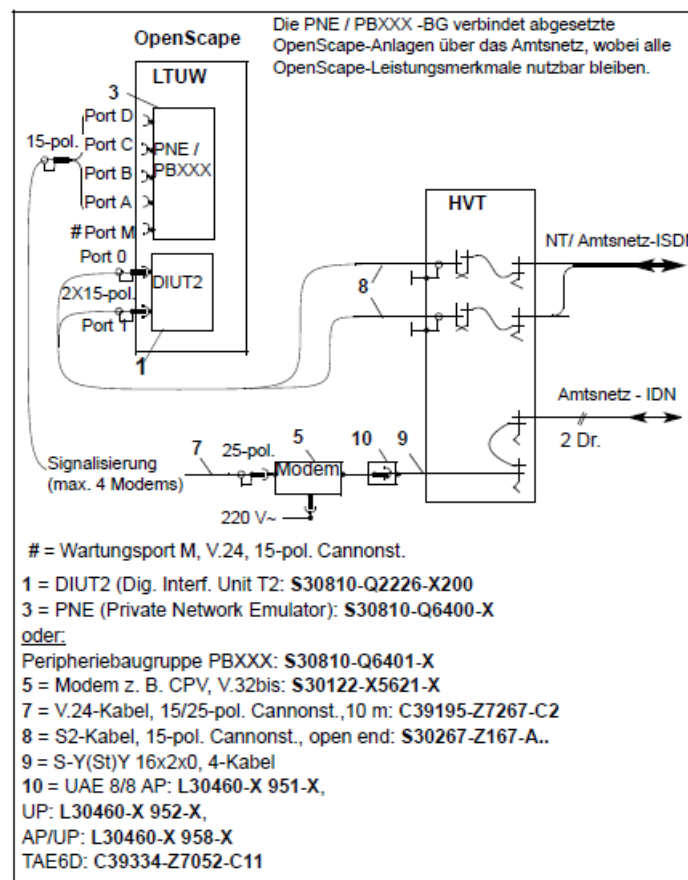 OpenScape
Die PNE / PBXXX -BG verbindet abgesetzte
OpenScape-Anlagen über das Amtsnetz, wobei alle
OpenScape-Leistungsmerkmale nutzbar bleiben.
LTUW
3
Port D
15-pol.
Port C
PNE /
PBXXX
Port B
Port A
# Port M
HVT
Port 0
NT/ Amtsnetz-ISDN
DIUT2
2X15-pol.
8
Port 1
1
Amtsnetz - IDN
2 Dr.
Signalisierung
(max. 4 Modems)
7
25-pol.
5
Modem
10
9
220 V~
# = Wartungsport M, V.24, 15-pol. Cannonst.
1 = DIUT2 (Dig. Interf. Unit T2: S30810-Q2226-X200
3 = PNE (Private Network Emulator): S30810-Q6400-X
oder:
Peripheriebaugruppe PBXXX: S30810-Q6401-X
5 = Modem z. B. CPV, V.32bis: S30122-X5621-X
7 = V.24-Kabel, 15/25-pol. Cannonst.,10 m: C39195-Z7267-C2
8 = S2-Kabel, 15-pol. Cannonst., open end: S30267-Z167-A..
9 = S-Y(St)Y 16x2x0, 4-Kabel
10 = UAE 8/8 AP: L30460-X 951-X,
UP: L30460-X 952-X,
AP/UP: L30460-X 958-X
TAE6D: C39334-Z7052-C11